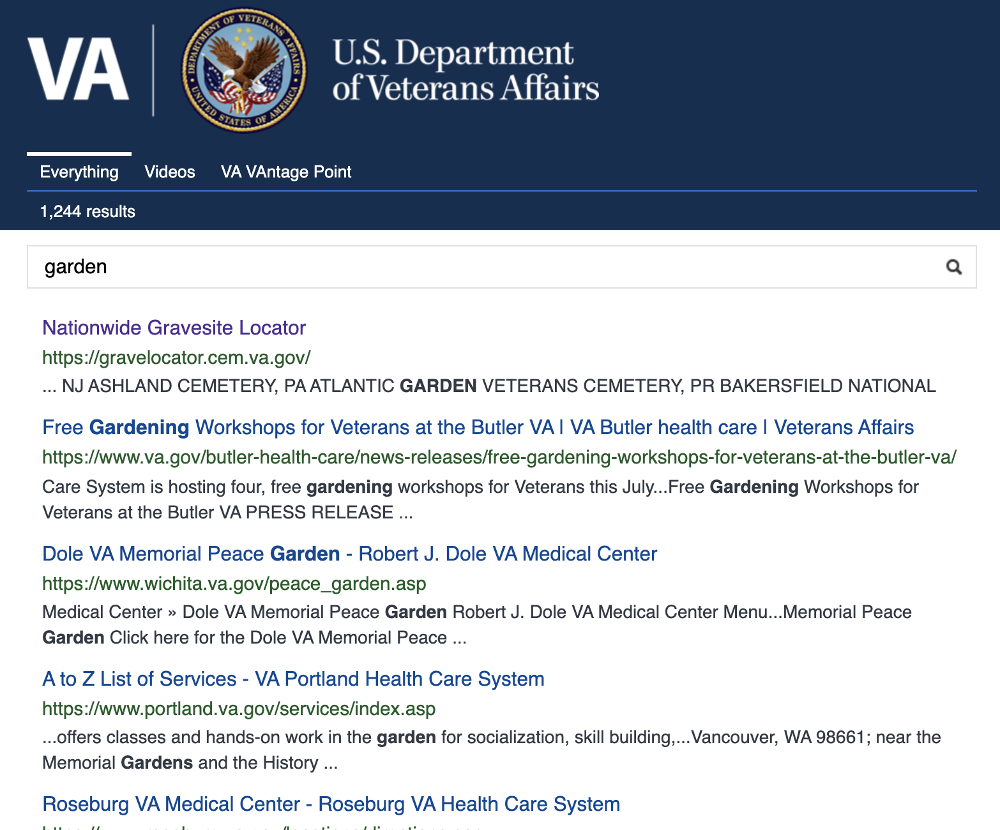 VA
DEPARTMENT OF VETERANS AFFAIRS
UNITED STATES OF AMERICA
U.S. Department
of Veterans Affairs
Everything Videos VA VAntage Point
1,244 results
garden
Nationwide Gravesite Locator
https://gravelocator.cem.va.gov/
... NJ ASHLAND CEMETERY, PA ATLANTIC GARDEN VETERANS CEMETERY, PR BAKERSFIELD NATIONAL
Free Gardening Workshops for Veterans at the Butler VA | VA Butler health care | Veterans Affairs
https://www.va.gov/butler-health-care/news-releases/free-gardening-workshops-for-veterans-at-the-butler-va/
Care System is hosting four, free gardening workshops for Veterans this July...Free Gardening Workshops for
Veterans at the Butler VA PRESS RELEASE ...
Dole VA Memorial Peace Garden - Robert J. Dole VA Medical Center
https://www.wichita.va.gov/peace_garden.asp
Medical Center » Dole VA Memorial Peace Garden Robert J. Dole VA Medical Center Menu...Memorial Peace
Garden Click here for the Dole VA Memorial Peace ...
A to Z List of Services - VA Portland Health Care System
https://www.portland.va.gov/services/index.asp
...offers classes and hands-on work in the garden for socialization, skill building,...Vancouver, WA 98661; near the
Memorial Gardens and the History ...
Roseburg VA Medical Center - Roseburg VA Health Care System